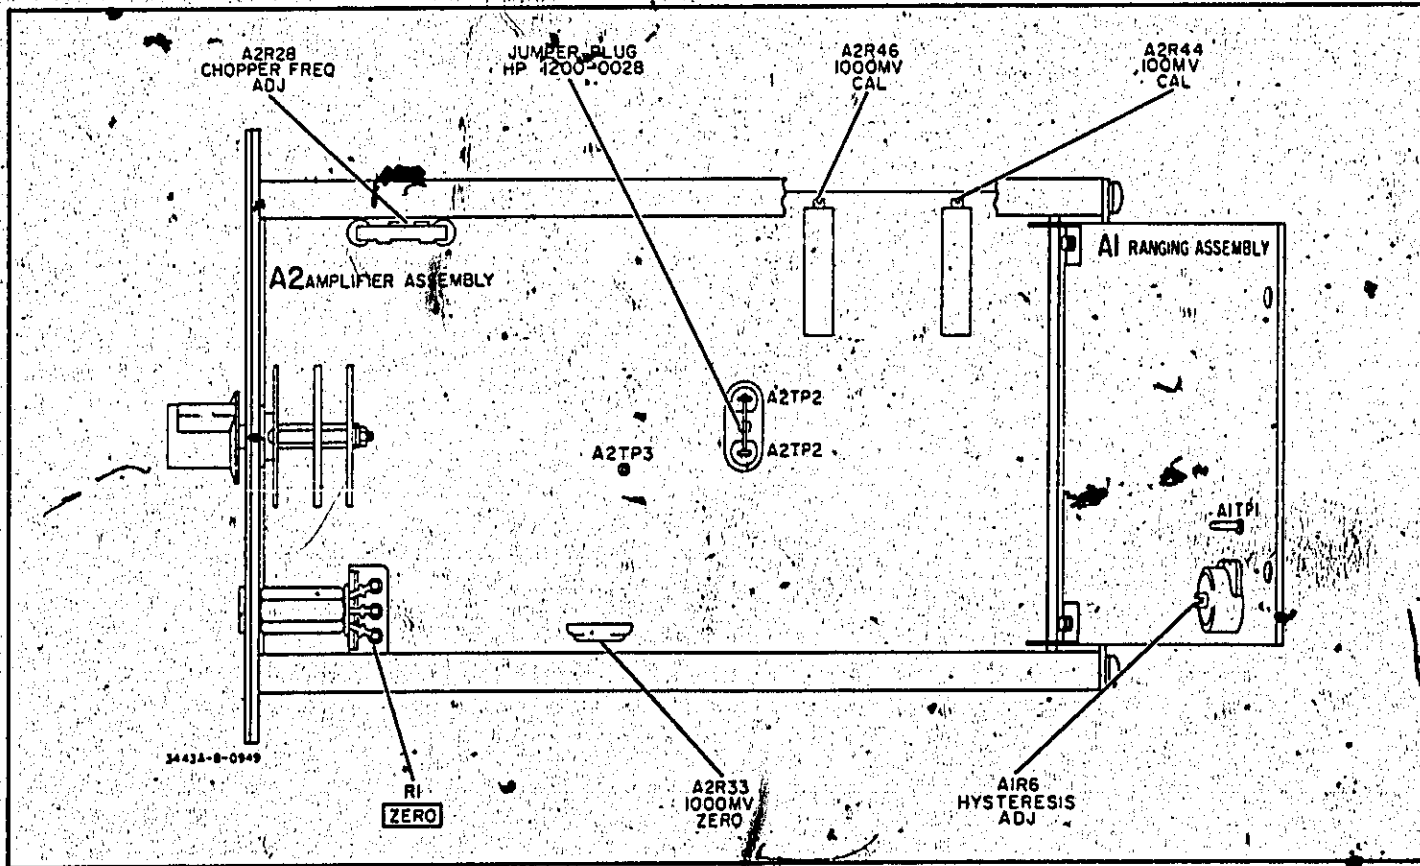 A2R28
CHOPPER FREQ
ADJ
JUMPER PLUG
HP 1200-0028
A2R46
1000MV
CAL
A2R44
100MV
CAL
A2 AMPLIFIER ASSEMBLY
A1 RANGING ASSEMBLY
A2TP2
A2TP2
A2TP3
A1TP1
3443A-B-0949
R1
ZERO
A2R33
1000MV
ZERO
A1R6
HYSTERESIS
ADJ